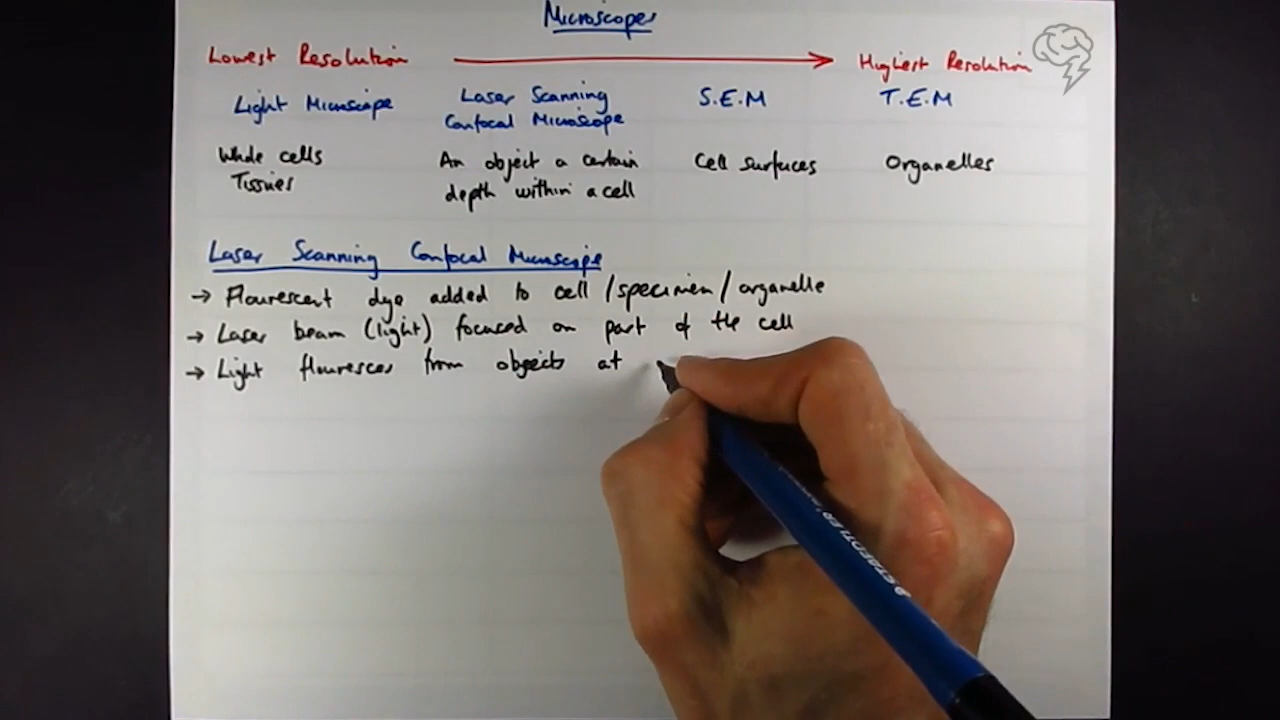 Microscopes
Lowest Resolution
Highest Resolution
Light Microscope
Laser Scanning
Confocal Microscope
S.E.M
T.E.M
Whole cells
Tissues
An object a certain
depth within a cell
Cell surfaces
Organelles
Laser Scanning Confocal Microscope
→ Flourescent dye added to cell/specimen/organelle
→ Laser beam (light) focused on part of the cell
→ Light flouresces from objects at
STAEDTLER